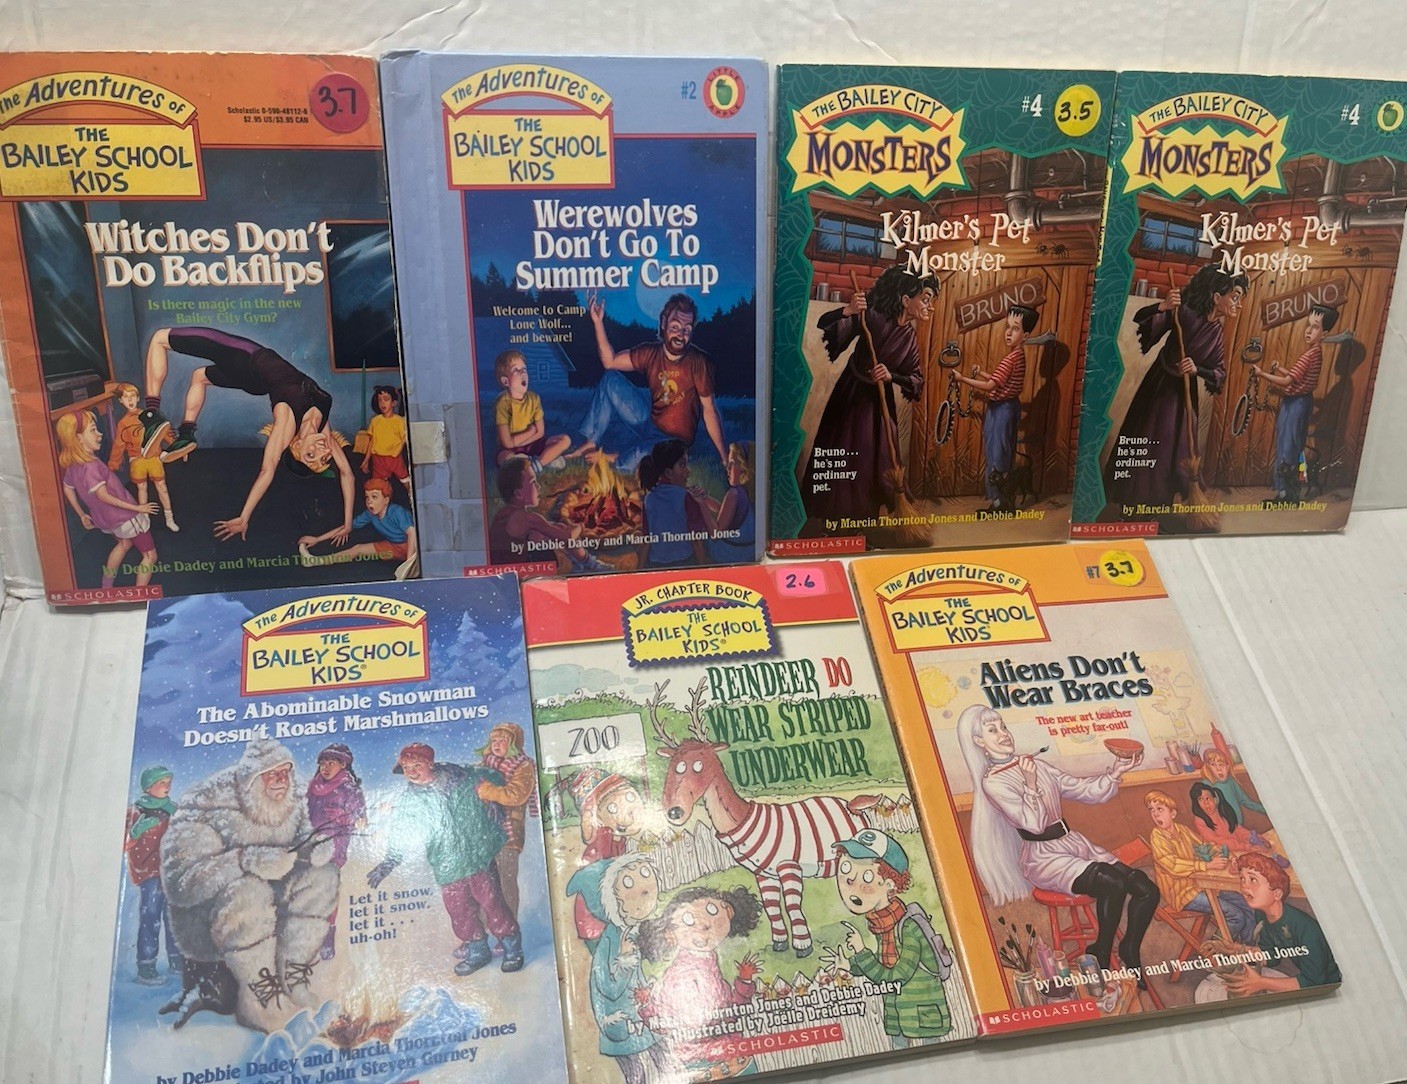 The Adventures of
THE
BAILEY SCHOOL
KIDS
Scholastic 0-590-48112-8
$2.95 US/$3.95 CAN
3.7
Witches Don't
Do Backflips
Is there magic in the new
Bailey City Gym?
by Debbie Dadey and Marcia Thornton Jones
SCHOLASTIC
The Adventures of
THE
BAILEY SCHOOL
KIDS
#2
LITTLE
APPLE
Werewolves
Don't Go To
Summer Camp
Welcome to Camp
Lone Wolf...
and beware!
CAMP
by Debbie Dadey and Marcia Thornton Jones
SCHOLASTIC
THE BAILEY CITY
MONSTERS
#4
3.5
Kilmer's Pet
Monster
BRUNO
Bruno...
he's no
ordinary
pet.
by Marcia Thornton Jones and Debbie Dadey
SCHOLASTIC
THE BAILEY CITY
MONSTERS
#4
Kilmer's Pet
Monster
BRUNO
Bruno...
he's no
ordinary
pet.
by Marcia Thornton Jones and Debbie Dadey
SCHOLASTIC
The Adventures of
THE
BAILEY SCHOOL
KIDS®
The Abominable Snowman
Doesn't Roast Marshmallows
Let it snow,
let it snow,
let it . . .
uh-oh!
by Debbie Dadey and Marcia Thornton Jones
by John Steven Gurney
JR. CHAPTER BOOK
THE
BAILEY SCHOOL
KIDS®
2.6
REINDEER DO
WEAR STRIPED
UNDERWEAR
ZOO
by Thornton Jones and Debbie Dadey
Illustrated by Joëlle Dreidemy
SCHOLASTIC
The Adventures of
THE
BAILEY SCHOOL
KIDS
#7
3.7
Aliens Don't
Wear Braces
The new art teacher
is pretty far-out!
by Debbie Dadey and Marcia Thornton Jones
SCHOLASTIC